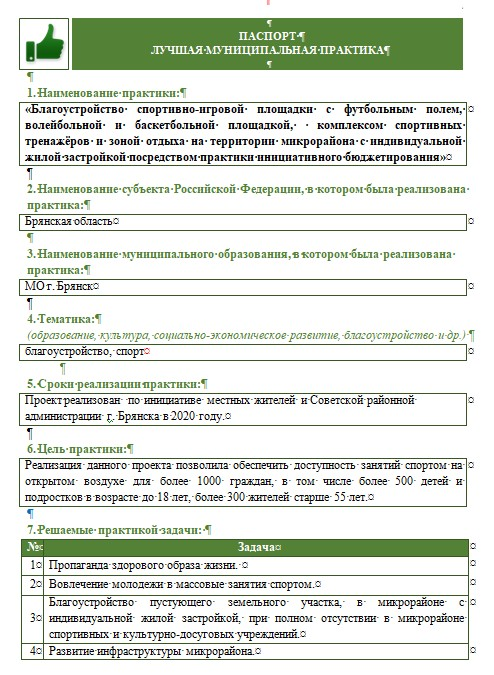 ПАСПОРТ
ЛУЧШАЯ МУНИЦИПАЛЬНАЯ ПРАКТИКА
1. Наименование практики:
«Благоустройство спортивно-игровой площадки с футбольным полем,
волейбольной и баскетбольной площадкой, комплексом спортивных
тренажёров и зоной отдыха на территории микрорайона с индивидуальной
жилой застройкой посредством практики инициативного бюджетирования»
2. Наименование субъекта Российской Федерации, в котором была реализована
практика:
Брянская область
3. Наименование муниципального образования, в котором была реализована
практика:
МО г. Брянск
4. Тематика:
(образование, культура, социально-экономическое развитие, благоустройство и др.)
благоустройство, спорт
5. Сроки реализации практики:
Проект реализован по инициативе местных жителей и Советской районной
администрации г. Брянска в 2020 году.
6. Цель практики:
Реализация данного проекта позволила обеспечить доступность занятий спортом на
открытом воздухе для более 1000 граждан, в том числе более 500 детей и
подростков в возрасте до 18 лет, более 300 жителей старше 55 лет.
7. Решаемые практикой задачи:
№ Задача
1 Пропаганда здорового образа жизни.
2 Вовлечение молодежи в массовые занятия спортом.
3 Благоустройство пустующего земельного участка, в микрорайоне с
индивидуальной жилой застройкой, при полном отсутствии в микрорайоне
спортивных и культурно-досуговых учреждений.
4 Развитие инфраструктуры микрорайона.